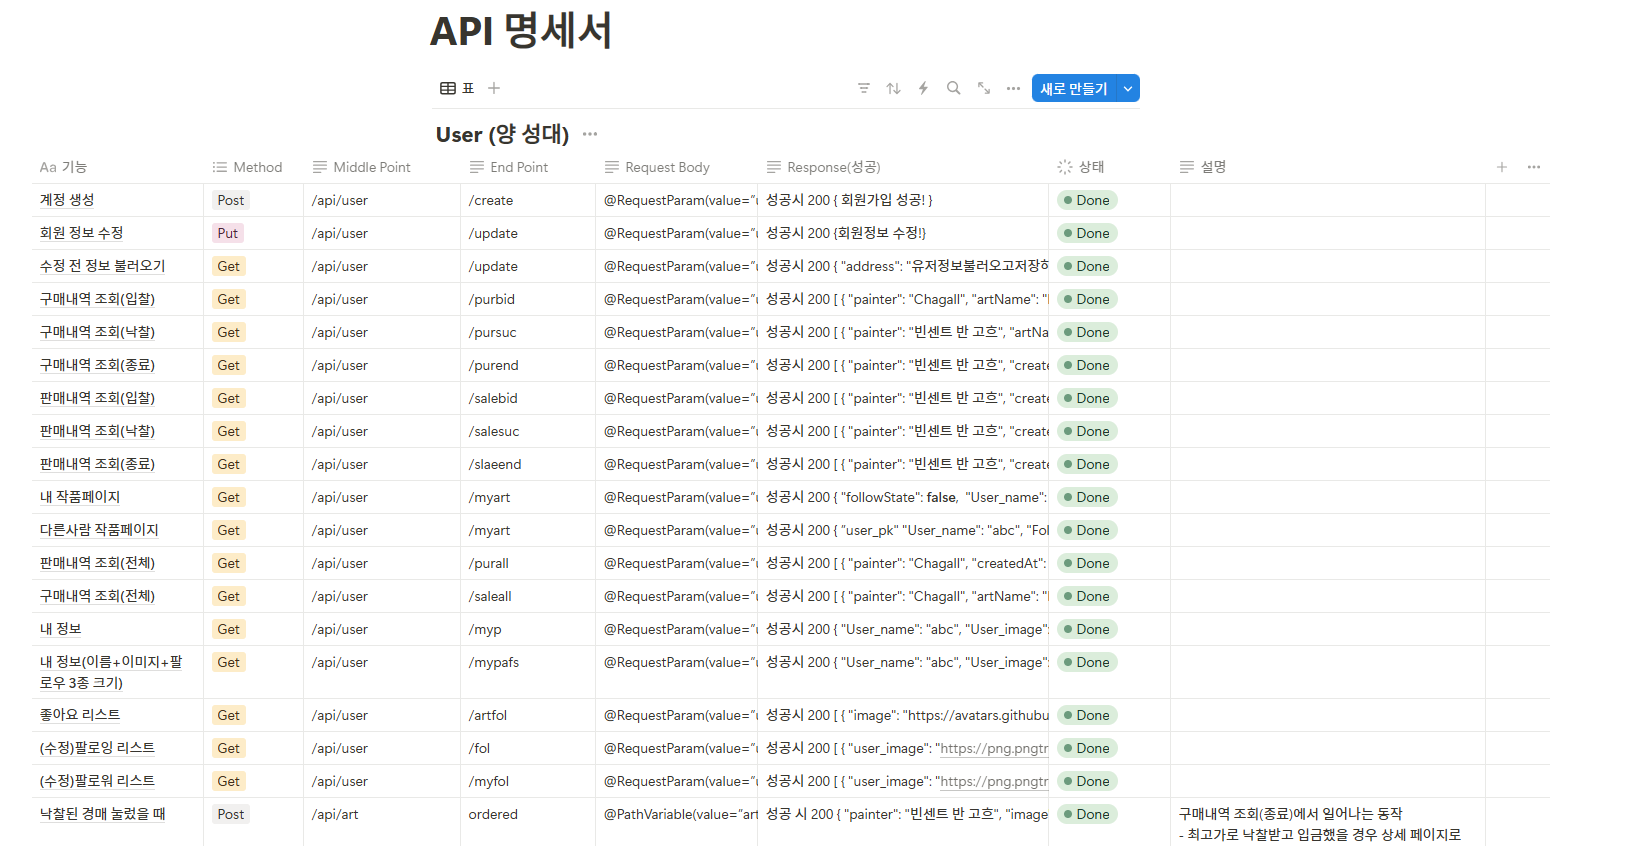 API 명세서
표
새로 만들기
User (양 성대)
Aa 기능 Method Middle Point End Point Request Body Response(성공) 상태 설명
계정 생성 Post /api/user /create @RequestParam(value="u 성공시 200 { 회원가입 성공! } Done
회원 정보 수정 Put /api/user /update @RequestParam(value="u 성공시 200 {회원정보 수정!} Done
수정 전 정보 불러오기 Get /api/user /update @RequestParam(value="u 성공시 200 { "address": "유저정보불러오고저장ㅎ Done
구매내역 조회(입찰) Get /api/user /purbid @RequestParam(value="u 성공시 200 [ { "painter": "Chagall", "artName": " Done
구매내역 조회(낙찰) Get /api/user /pursuc @RequestParam(value="u 성공시 200 [ { "painter": "빈센트 반 고흐", "artNa Done
구매내역 조회(종료) Get /api/user /purend @RequestParam(value="u 성공시 200 [ { "painter": "빈센트 반 고흐", "create Done
판매내역 조회(입찰) Get /api/user /salebid @RequestParam(value="u 성공시 200 [ { "painter": "빈센트 반 고흐", "create Done
판매내역 조회(낙찰) Get /api/user /salesuc @RequestParam(value="u 성공시 200 [ { "painter": "빈센트 반 고흐", "create Done
판매내역 조회(종료) Get /api/user /slaeend @RequestParam(value="u 성공시 200 [ { "painter": "빈센트 반 고흐", "create Done
내 작품페이지 Get /api/user /myart @RequestParam(value="u 성공시 200 { "followState": false, "User_name": Done
다른사람 작품페이지 Get /api/user /myart @RequestParam(value="u 성공시 200 { "user_pk" "User_name": "abc", "Fol Done
판매내역 조회(전체) Get /api/user /purall @RequestParam(value="u 성공시 200 [ { "painter": "Chagall", "createdAt": Done
구매내역 조회(전체) Get /api/user /saleall @RequestParam(value="u 성공시 200 [ { "painter": "Chagall", "artName": " Done
내 정보 Get /api/user /myp @RequestParam(value="u 성공시 200 { "User_name": "abc", "User_image": Done
내 정보(이름+이미지+팔 Get /api/user /mypafs @RequestParam(value="u 성공시 200 { "User_name": "abc", "User_image": Done
로우 3종 크기)
좋아요 리스트 Get /api/user /artfol @RequestParam(value="u 성공시 200 [ { "image": "https://avatars.githubu Done
(수정)팔로잉 리스트 Get /api/user /fol @RequestParam(value="u 성공시 200 [ { "user_image": "https://png.pngtr Done
(수정)팔로워 리스트 Get /api/user /myfol @RequestParam(value="u 성공시 200 [ { "user_image": "https://png.pngtr Done
낙찰된 경매 눌렀을 때 Post /api/art ordered @PathVariable(value="art 성공 시 200 { "painter": "빈센트 반 고흐", "image Done 구매내역 조회(종료)에서 일어나는 동작
- 최고가로 낙찰받고 입금했을 경우 상세 페이지로